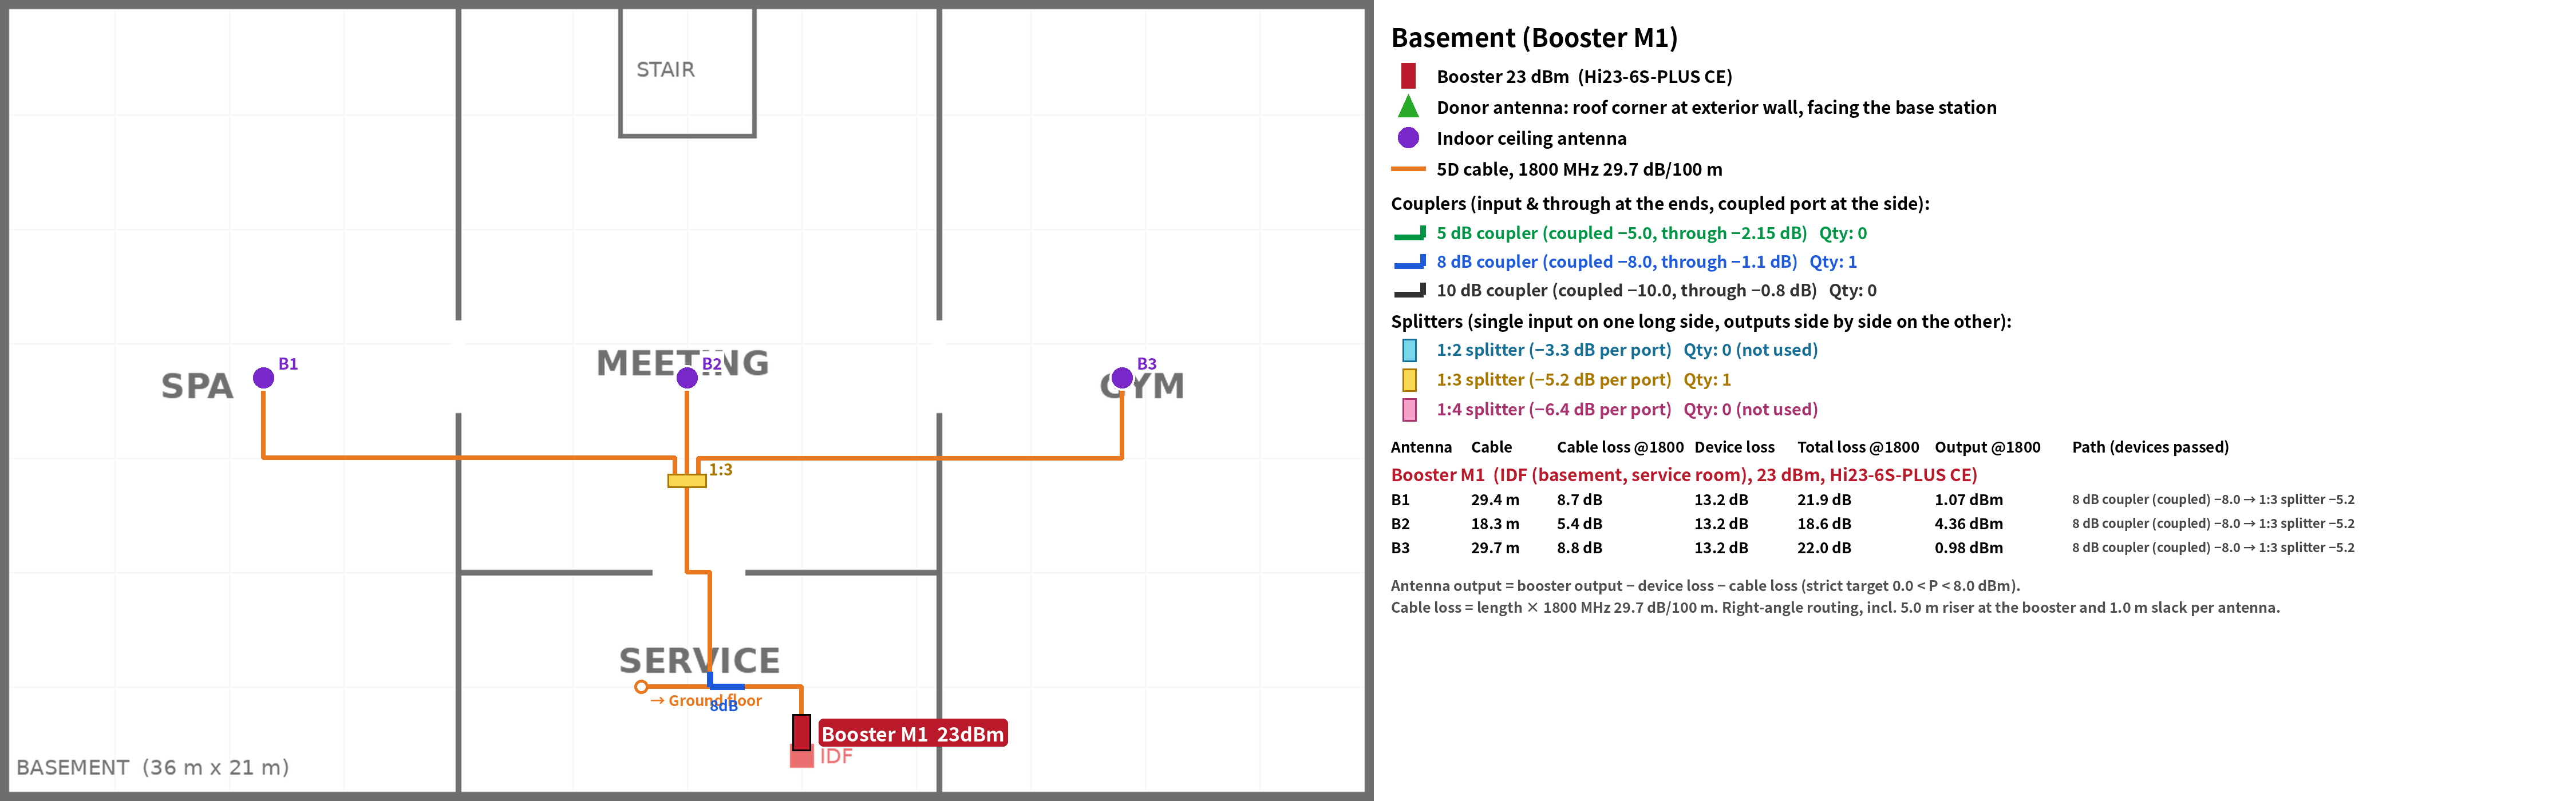 STAIR
B1
MEETING
B2
B3
SPA
GYM
1:3
SERVICE
→ Ground floor
8dB
Booster M1 23dBm
IDF
BASEMENT (36 m x 21 m)
Basement (Booster M1)
Booster 23 dBm (Hi23-6S-PLUS CE)
Donor antenna: roof corner at exterior wall, facing the base station
Indoor ceiling antenna
5D cable, 1800 MHz 29.7 dB/100 m
Couplers (input & through at the ends, coupled port at the side):
5 dB coupler (coupled −5.0, through −2.15 dB) Qty: 0
8 dB coupler (coupled −8.0, through −1.1 dB) Qty: 1
10 dB coupler (coupled −10.0, through −0.8 dB) Qty: 0
Splitters (single input on one long side, outputs side by side on the other):
1:2 splitter (−3.3 dB per port) Qty: 0 (not used)
1:3 splitter (−5.2 dB per port) Qty: 1
1:4 splitter (−6.4 dB per port) Qty: 0 (not used)
Antenna Cable Cable loss @1800 Device loss Total loss @1800 Output @1800 Path (devices passed)
Booster M1 (IDF (basement, service room), 23 dBm, Hi23-6S-PLUS CE)
B1 29.4 m 8.7 dB 13.2 dB 21.9 dB 1.07 dBm 8 dB coupler (coupled) −8.0 → 1:3 splitter −5.2
B2 18.3 m 5.4 dB 13.2 dB 18.6 dB 4.36 dBm 8 dB coupler (coupled) −8.0 → 1:3 splitter −5.2
B3 29.7 m 8.8 dB 13.2 dB 22.0 dB 0.98 dBm 8 dB coupler (coupled) −8.0 → 1:3 splitter −5.2
Antenna output = booster output − device loss − cable loss (strict target 0.0 < P < 8.0 dBm).
Cable loss = length × 1800 MHz 29.7 dB/100 m. Right-angle routing, incl. 5.0 m riser at the booster and 1.0 m slack per antenna.